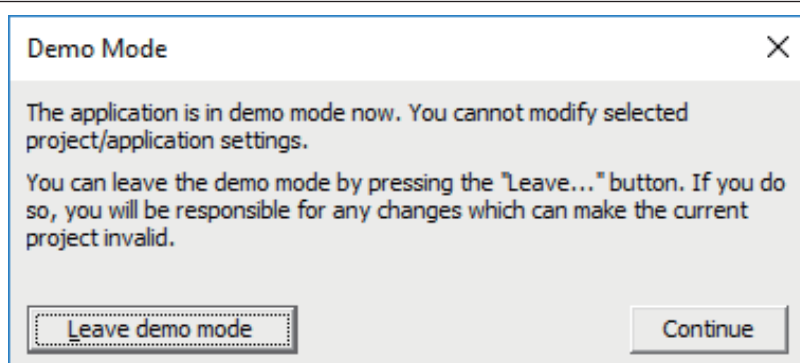 Demo Mode
The application is in demo mode now. You cannot modify selected
project/application settings.
You can leave the demo mode by pressing the "Leave..." button. If you do
so, you will be responsible for any changes which can make the current
project invalid.
Leave demo mode
Continue